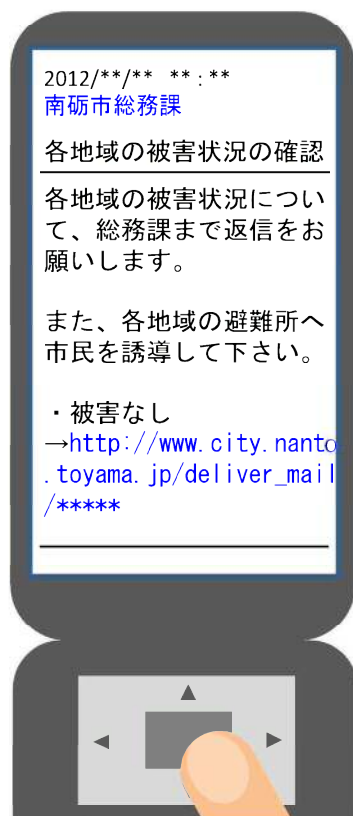 2012/**/** **:**
南砺市総務課
各地域の被害状況の確認
各地域の被害状況につい
て、総務課まで返信をお
願いします。
また、各地域の避難所へ
市民を誘導して下さい。
・被害なし
→http://www.city.nanto
.toyama.jp/deliver_mail
/*****